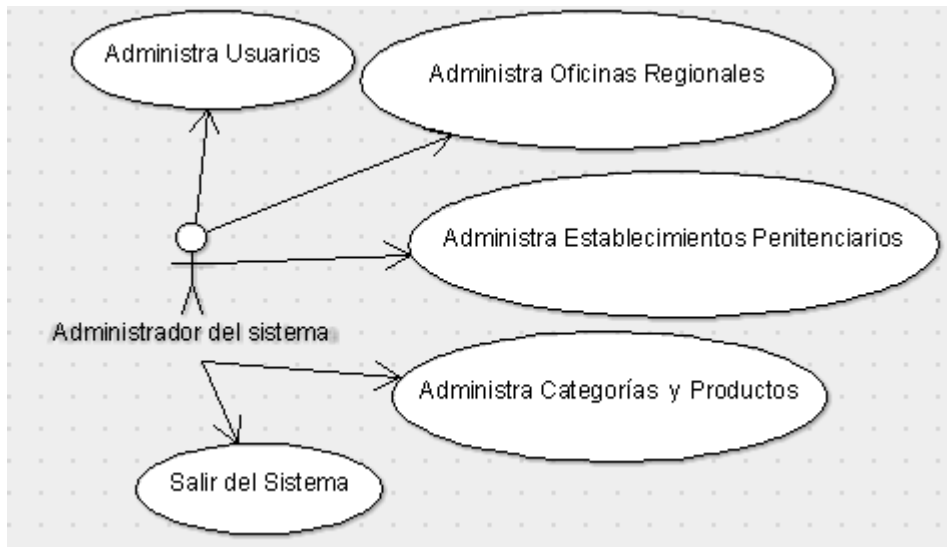 Administra Usuarios
Administra Oficinas Regionales
Administra Establecimientos Penitenciarios
Administrador del sistema
Administra Categorías y Productos
Salir del Sistema